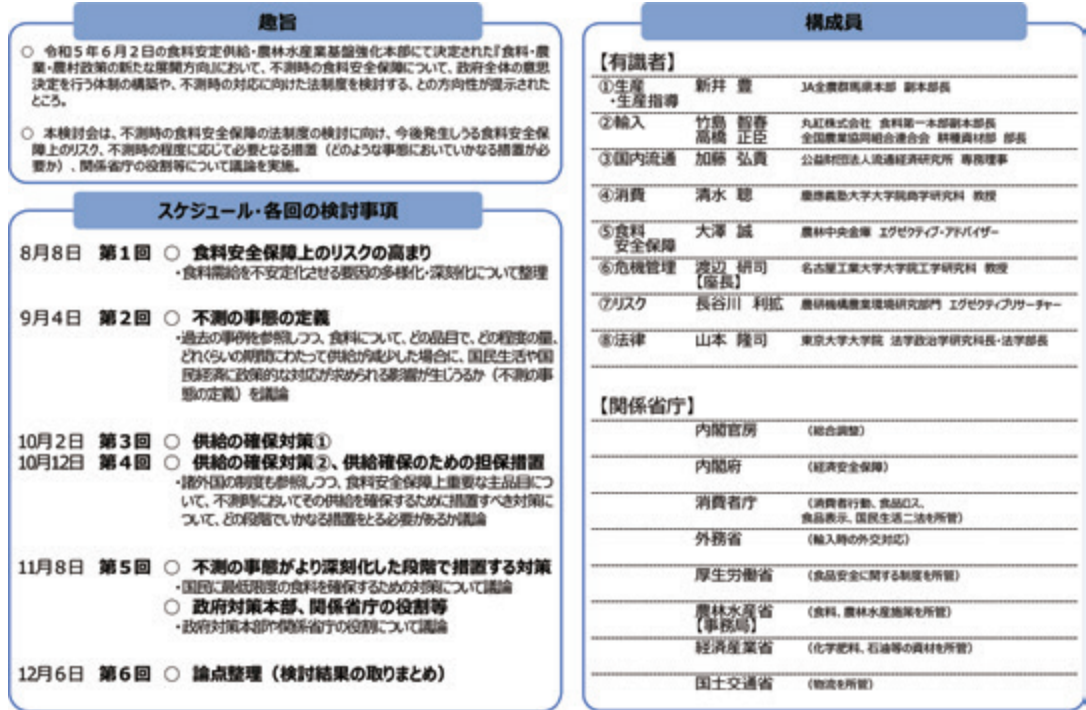 趣旨
○ 令和5年6月2日の食料安定供給・農林水産業基盤強化本部にて決定された『食料・農
業・農村政策の新たな展開方向』において、不測時の食料安全保障について、政府全体の意思
決定を行う体制の構築や、不測時の対応に向けた法制度を検討する、との方向性が提示された
ところ。
○ 本検討会は、不測時の食料安全保障の法制度の検討に向け、今後発生しうる食料安全保
障上のリスク、不測時の程度に応じて必要となる措置（どのような事態においていかなる措置が必
要か）、関係省庁の役割等について議論を実施。
スケジュール・各回の検討事項
8月8日 第1回 ○ 食料安全保障上のリスクの高まり
・食料需給を不安定化させる要因の多様化・深刻化について整理
9月4日 第2回 ○ 不測の事態の定義
・過去の事例を参照しつつ、食料について、どの品目で、どの程度の量、
どれくらいの期間にわたって供給が減少した場合に、国民生活や国
民経済に政策的な対応が求められる影響が生じうるか（不測の事
態の定義）を議論
10月2日 第3回 ○ 供給の確保対策①
10月12日 第4回 ○ 供給の確保対策②、供給確保のための担保措置
・諸外国の制度も参照しつつ、食料安全保障上重要な主品目につ
いて、不測時においてその供給を確保するために措置すべき対策に
ついて、どの段階でいかなる措置をとる必要があるか議論
11月8日 第5回 ○ 不測の事態がより深刻化した段階で措置する対策
・国民に最低限度の食料を確保するための対策について議論
○ 政府対策本部、関係省庁の役割等
・政府対策本部や関係省庁の役割について議論
12月6日 第6回 ○ 論点整理（検討結果の取りまとめ）
構成員
【有識者】
①生産・生産指導 新井 豊 JA全農群馬県本部 副本部長
②輸入 竹島 智春 丸紅株式会社 食料第一本部副本部長
高橋 正臣 全国農業協同組合連合会 耕種資材部 部長
③国内流通 加藤 弘貴 公益財団法人流通経済研究所 専務理事
④消費 清水 聰 慶應義塾大学大学院商学研究科 教授
⑤食料安全保障 大澤 誠 農林中央金庫 エグゼクティブ・アドバイザー
⑥危機管理 渡辺 研司 名古屋工業大学大学院工学研究科 教授
【座長】
⑦リスク 長谷川 利拡 農研機構農業環境研究部門 エグゼクティブリサーチャー
⑧法律 山本 隆司 東京大学大学院 法学政治学研究科長・法学部長
【関係省庁】
内閣官房 （総合調整）
内閣府 （経済安全保障）
消費者庁 （消費者行動、食品ロス、
食品表示、国民生活二法を所管）
外務省 （輸入時の外交対応）
厚生労働省 （食品安全に関する制度を所管）
農林水産省 （食料、農林水産施策を所管）
【事務局】
経済産業省 （化学肥料、石油等の資材を所管）
国土交通省 （物流を所管）